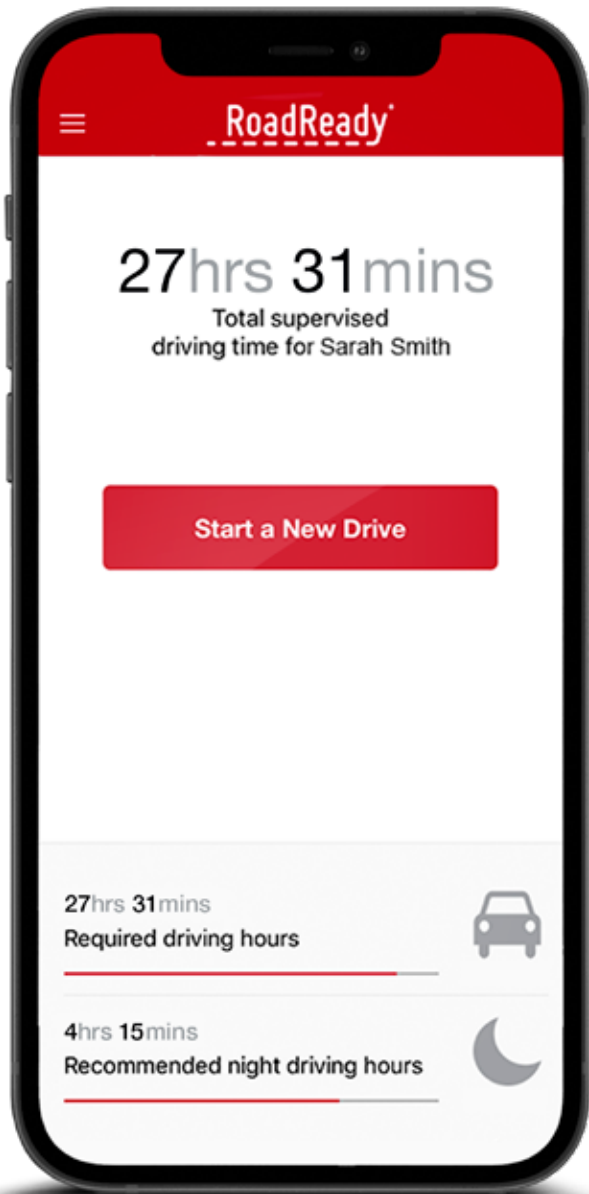 RoadReady
27hrs 31mins
Total supervised
driving time for Sarah Smith
Start a New Drive
27hrs 31mins
Required driving hours
4hrs 15mins
Recommended night driving hours